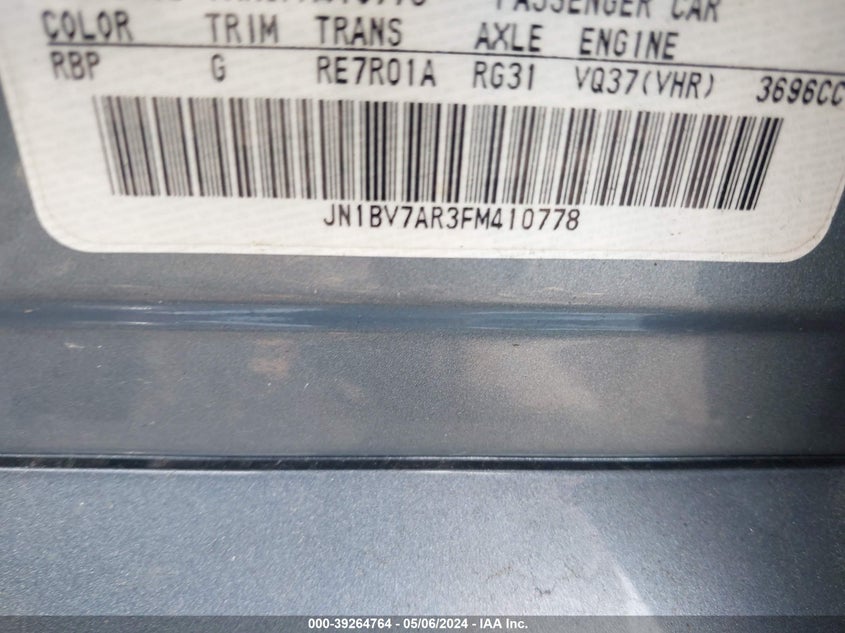 PASSENGER CAR
COLOR TRIM TRANS AXLE ENGINE
RBP G RE7R01A RG31 VQ37(VHR) 3696CC
JN1BV7AR3FM410778
000-39264764 - 05/06/2024 - IAA Inc.